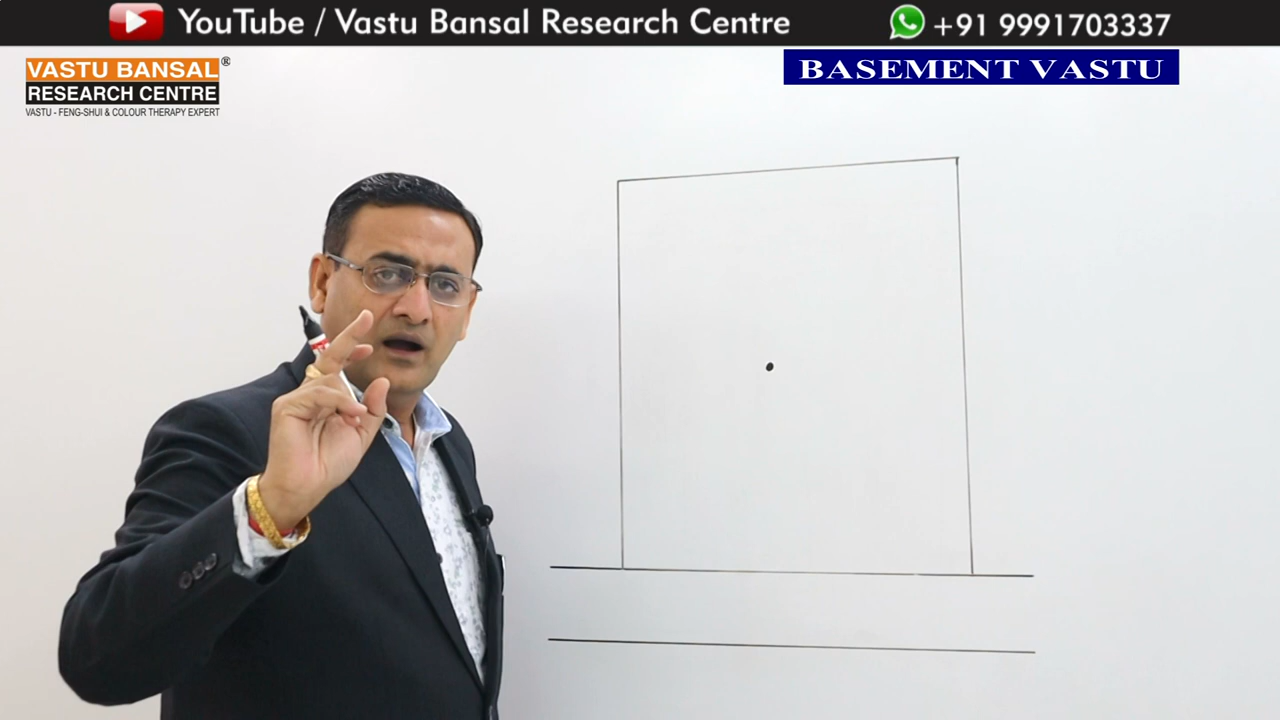 YouTube / Vastu Bansal Research Centre
+91 9991703337
VASTU BANSAL®
RESEARCH CENTRE
VASTU - FENG-SHUI & COLOUR THERAPY EXPERT
BASEMENT VASTU